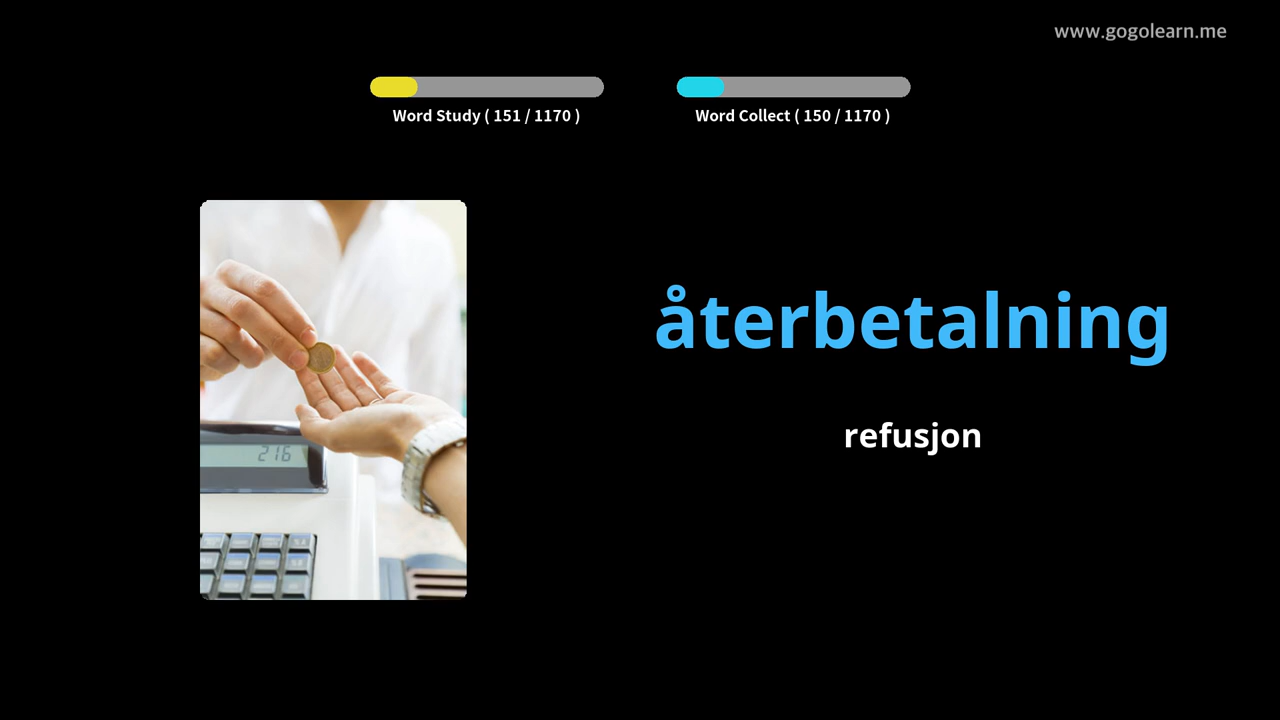 www.gogolearn.me
Word Study ( 151 / 1170 )
Word Collect ( 150 / 1170 )
återbetalning
216
refusjon